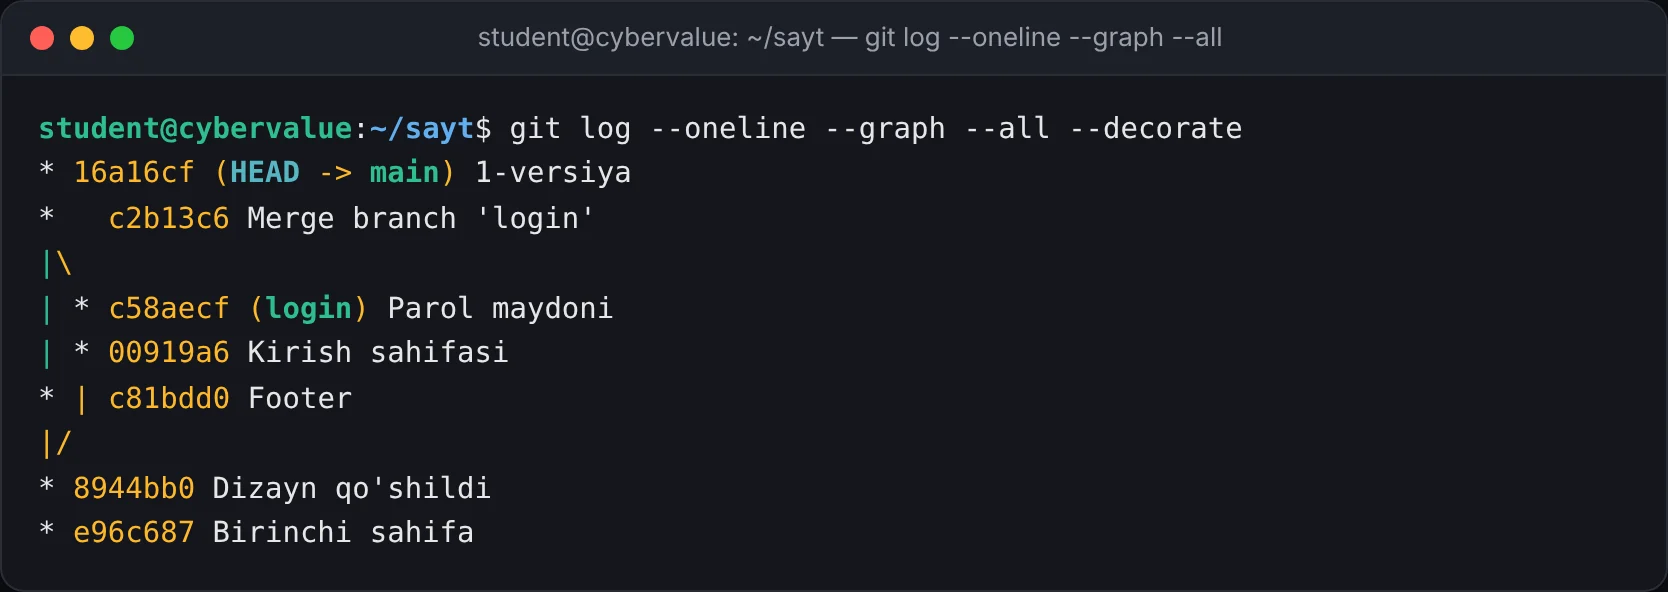 student@cybervalue: ~/sayt — git log --oneline --graph --all
student@cybervalue:~/sayt$ git log --oneline --graph --all --decorate
* 16a16cf (HEAD -> main) 1-versiya
*   c2b13c6 Merge branch 'login'
|\
| * c58aecf (login) Parol maydoni
| * 00919a6 Kirish sahifasi
* | c81bdd0 Footer
|/
* 8944bb0 Dizayn qo'shildi
* e96c687 Birinchi sahifa